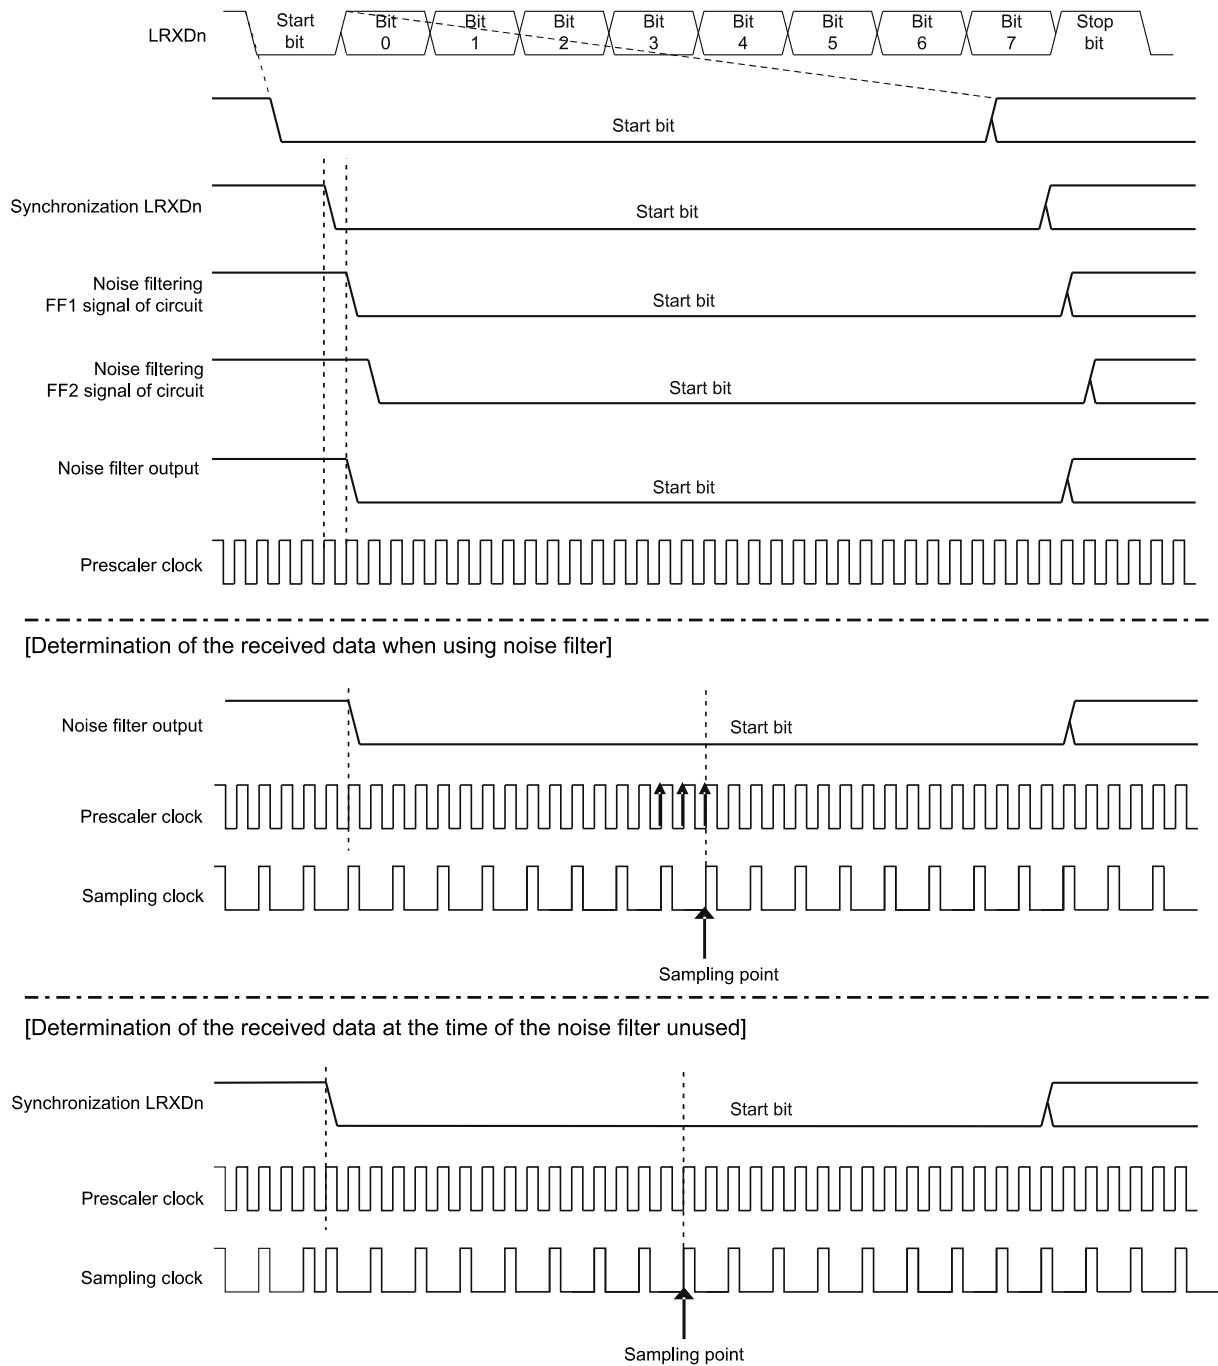 LRXDn
Start bit
Bit 0
Bit 1
Bit 2
Bit 3
Bit 4
Bit 5
Bit 6
Bit 7
Stop bit
Start bit
Synchronization LRXDn
Start bit
Noise filtering
FF1 signal of circuit
Start bit
Noise filtering
FF2 signal of circuit
Start bit
Noise filter output
Start bit
Prescaler clock
[Determination of the received data when using noise filter]
Noise filter output
Start bit
Prescaler clock
Sampling clock
Sampling point
[Determination of the received data at the time of the noise filter unused]
Synchronization LRXDn
Start bit
Prescaler clock
Sampling clock
Sampling point